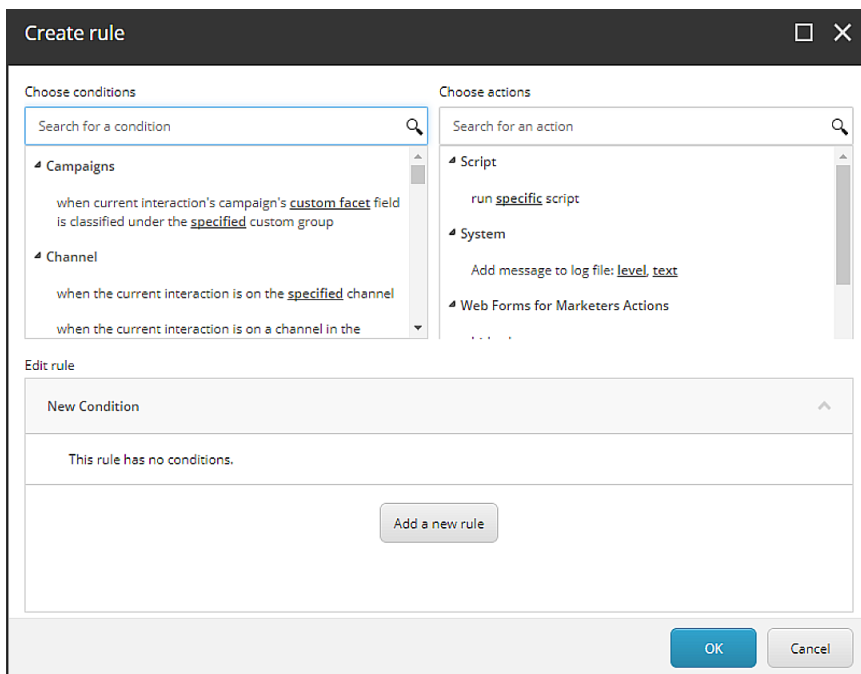 Create rule
Choose conditions
Search for a condition
Campaigns
when current interaction's campaign's custom facet field
is classified under the specified custom group
Channel
when the current interaction is on the specified channel
when the current interaction is on a channel in the
Choose actions
Search for an action
Script
run specific script
System
Add message to log file: level, text
Web Forms for Marketers Actions
Edit rule
New Condition
This rule has no conditions.
Add a new rule
OK
Cancel